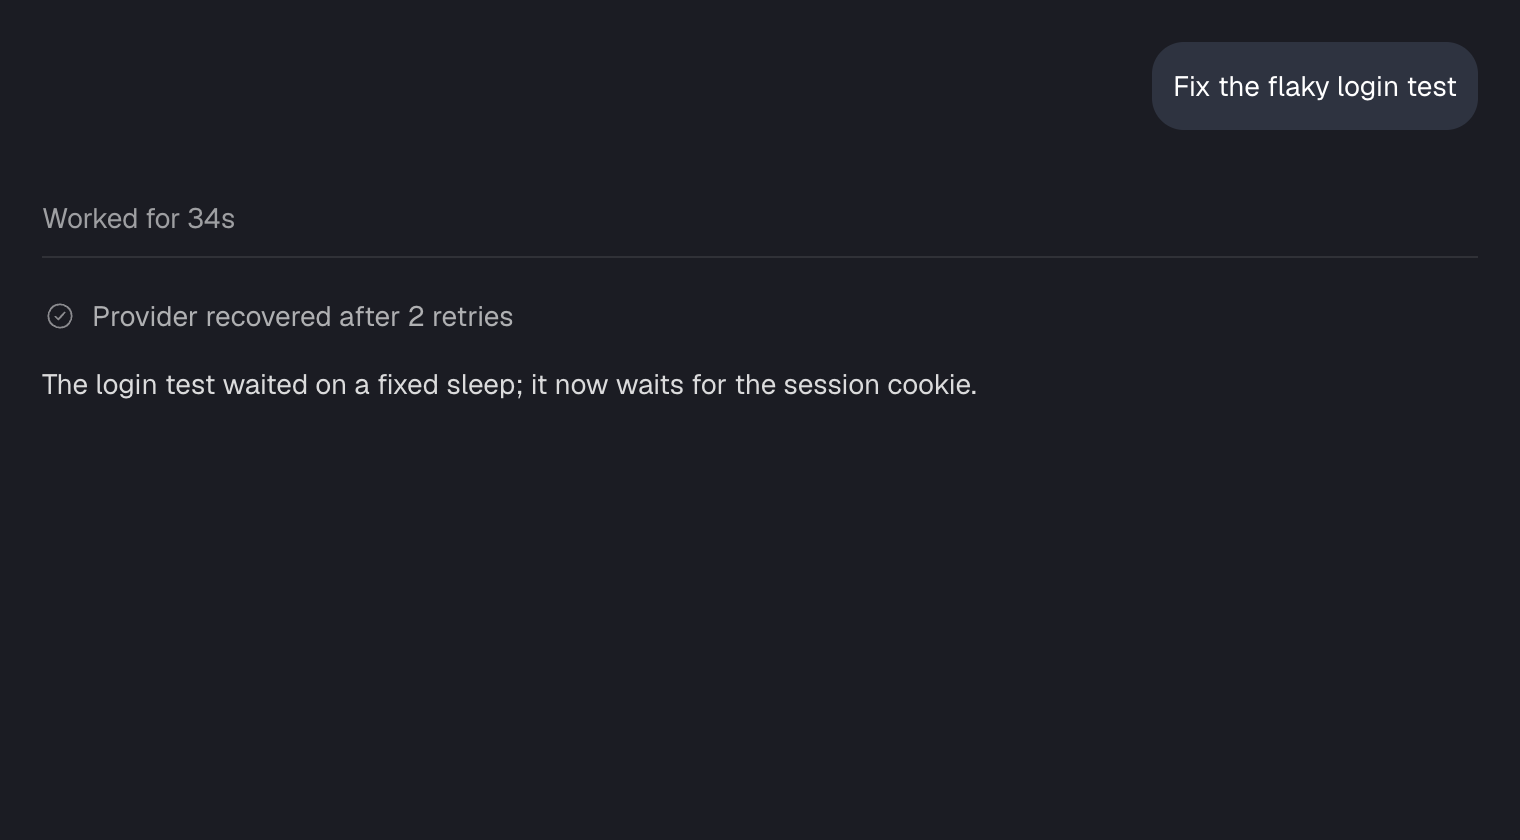 Fix the flaky login test
Worked for 34s
Provider recovered after 2 retries
The login test waited on a fixed sleep; it now waits for the session cookie.